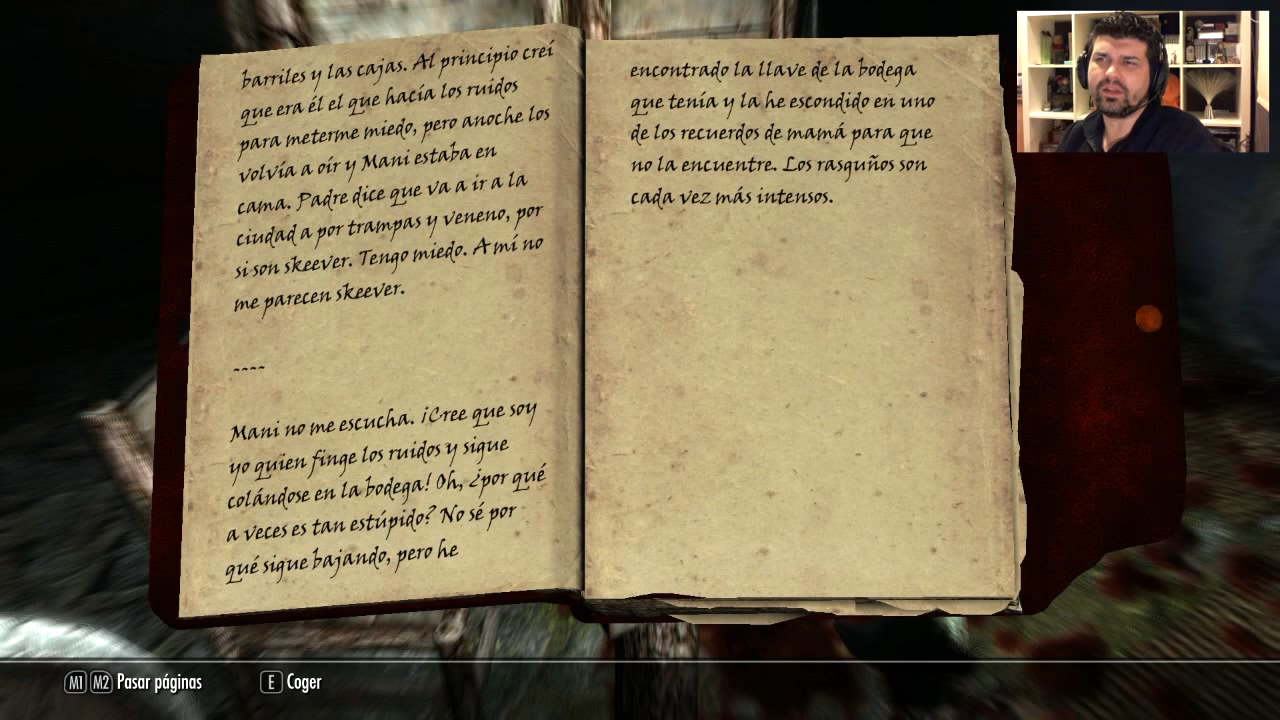 barriles y las cajas. Al principio creí
que era él el que hacía los ruidos
para meterme miedo, pero anoche los
volvía a oír y Mani estaba en
cama. Padre dice que va a ir a la
ciudad a por trampas y veneno, por
si son skeever. Tengo miedo. A mí no
me parecen skeever.
~~~~
Mani no me escucha. ¡Cree que soy
yo quien finge los ruidos y sigue
colándose en la bodega! Oh, ¿por qué
a veces es tan estúpido? No sé por
qué sigue bajando, pero he
encontrado la llave de la bodega
que tenía y la he escondido en uno
de los recuerdos de mamá para que
no la encuentre. Los rasguños son
cada vez más intensos.
M1 M2 Pasar páginas E Coger